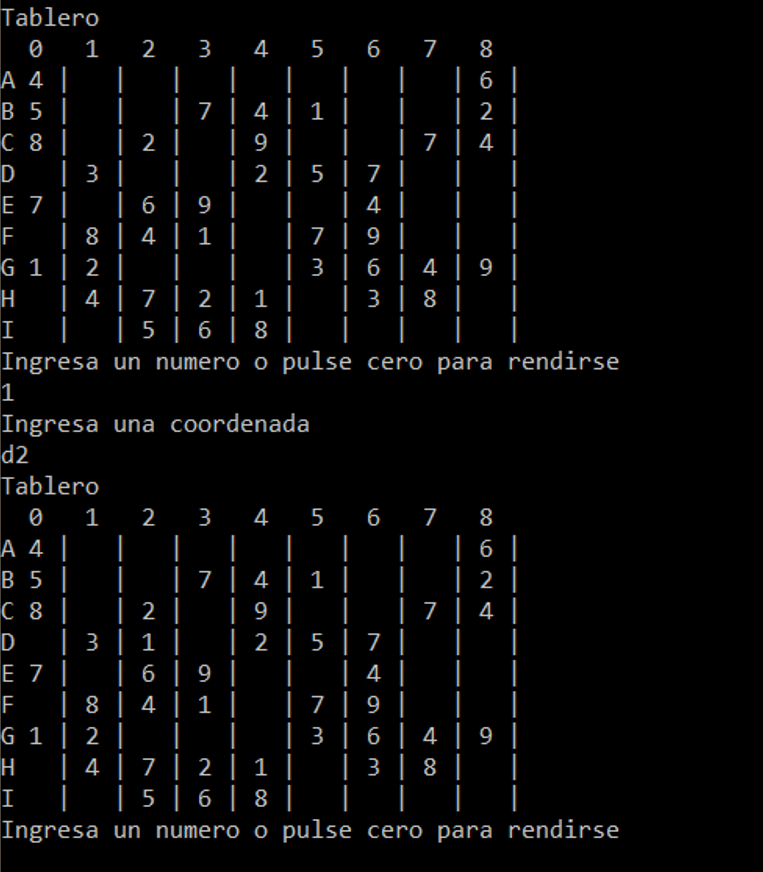 Tablero
  0   1   2   3   4   5   6   7   8
A 4 |   |   |   |   |   |   |   | 6 |
B 5 |   |   | 7 | 4 | 1 |   |   | 2 |
C 8 |   | 2 |   | 9 |   |   | 7 | 4 |
D   | 3 |   |   | 2 | 5 | 7 |   |   |
E 7 |   | 6 | 9 |   |   | 4 |   |   |
F   | 8 | 4 | 1 |   | 7 | 9 |   |   |
G 1 | 2 |   |   |   | 3 | 6 | 4 | 9 |
H   | 4 | 7 | 2 | 1 |   | 3 | 8 |   |
I   |   | 5 | 6 | 8 |   |   |   |   |
Ingresa un numero o pulse cero para rendirse
1
Ingresa una coordenada
d2
Tablero
  0   1   2   3   4   5   6   7   8
A 4 |   |   |   |   |   |   |   | 6 |
B 5 |   |   | 7 | 4 | 1 |   |   | 2 |
C 8 |   | 2 |   | 9 |   |   | 7 | 4 |
D   | 3 | 1 |   | 2 | 5 | 7 |   |   |
E 7 |   | 6 | 9 |   |   | 4 |   |   |
F   | 8 | 4 | 1 |   | 7 | 9 |   |   |
G 1 | 2 |   |   |   | 3 | 6 | 4 | 9 |
H   | 4 | 7 | 2 | 1 |   | 3 | 8 |   |
I   |   | 5 | 6 | 8 |   |   |   |   |
Ingresa un numero o pulse cero para rendirse